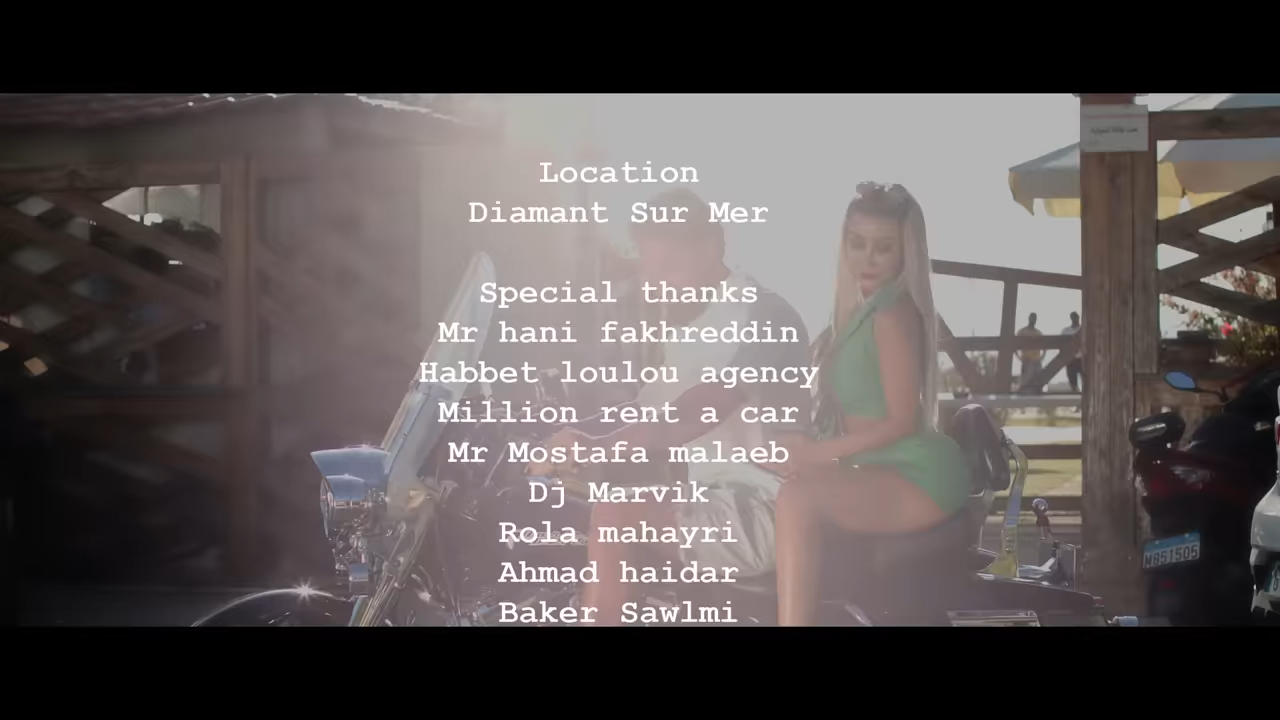 Location
Diamant Sur Mer
Special thanks
Mr hani fakhreddin
Habbet loulou agency
Million rent a car
Mr Mostafa malaeb
Dj Marvik
Rola mahayri
Ahmad haidar
Baker Sawlmi
M851505